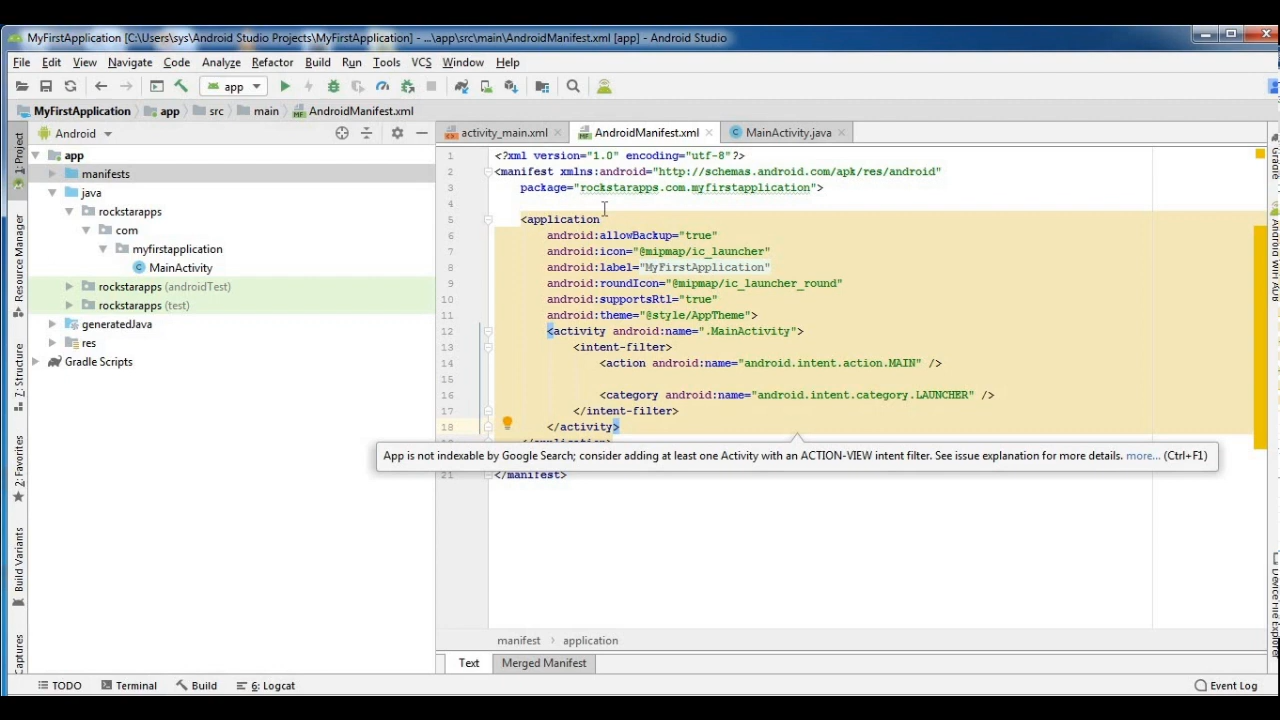 MyFirstApplication [C:\Users\sys\Android Studio Projects\MyFirstApplication] - ...\app\src\main\AndroidManifest.xml [app] - Android Studio
File Edit View Navigate Code Analyze Refactor Build Run Tools VCS Window Help
app
MyFirstApplication app src main AndroidManifest.xml
Android
activity_main.xml AndroidManifest.xml MainActivity.java
1: Project
Resource Manager
Z: Structure
2: Favorites
Build Variants
Captures
app
manifests
java
rockstarapps
com
myfirstapplication
MainActivity
rockstarapps (androidTest)
rockstarapps (test)
generatedJava
res
Gradle Scripts
1 <?xml version="1.0" encoding="utf-8"?>
2 <manifest xmlns:android="http://schemas.android.com/apk/res/android"
3 package="rockstarapps.com.myfirstapplication">
4
5 <application
6 android:allowBackup="true"
7 android:icon="@mipmap/ic_launcher"
8 android:label="MyFirstApplication"
9 android:roundIcon="@mipmap/ic_launcher_round"
10 android:supportsRtl="true"
11 android:theme="@style/AppTheme">
12 <activity android:name=".MainActivity">
13 <intent-filter>
14 <action android:name="android.intent.action.MAIN" />
15
16 <category android:name="android.intent.category.LAUNCHER" />
17 </intent-filter>
18 </activity>
App is not indexable by Google Search; consider adding at least one Activity with an ACTION-VIEW intent filter. See issue explanation for more details. more... (Ctrl+F1)
21 </manifest>
manifest › application
Text Merged Manifest
Gradle
Device File Explorer
TODO Terminal Build 6: Logcat Event Log